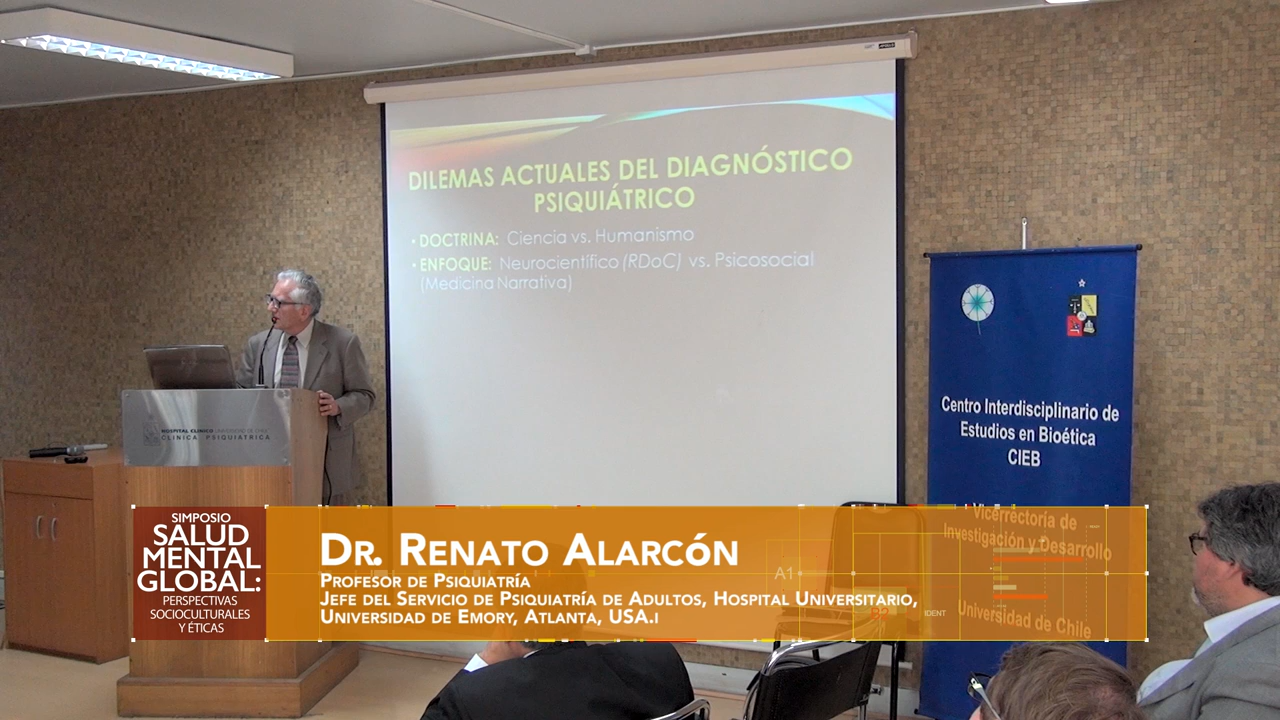 DILEMAS ACTUALES DEL DIAGNÓSTICO
PSIQUIÁTRICO
• DOCTRINA: Ciencia vs. Humanismo
• ENFOQUE: Neurocientífico (RDoC) vs. Psicosocial
(Medicina Narrativa)
HOSPITAL CLÍNICO UNIVERSIDAD DE CHILE
CLINICA PSIQUIATRICA
Centro Interdisciplinario de
Estudios en Bioética
CIEB
Vicerrectoría de
Investigación y Desarrollo
Universidad de Chile
SIMPOSIO
SALUD
MENTAL
GLOBAL:
PERSPECTIVAS
SOCIOCULTURALES
Y ÉTICAS
DR. RENATO ALARCÓN
PROFESOR DE PSIQUIATRÍA
JEFE DEL SERVICIO DE PSIQUIATRÍA DE ADULTOS, HOSPITAL UNIVERSITARIO,
UNIVERSIDAD DE EMORY, ATLANTA, USA.I
A1